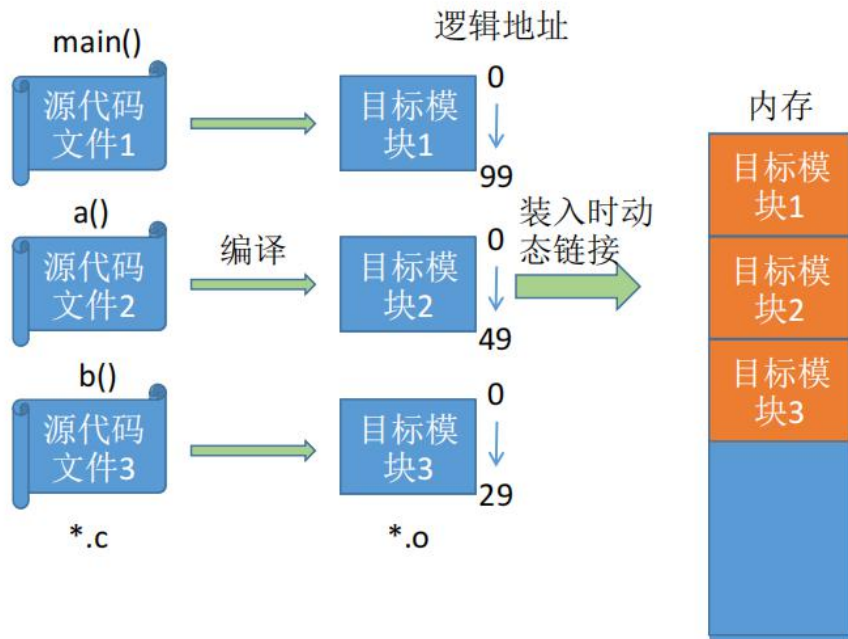 main()
逻辑地址
源代码
文件1
目标模
块1
0
99
内存
目标模
块1
a()
源代码
文件2
编译
目标模
块2
0
49
装入时动
态链接
目标模
块2
b()
源代码
文件3
目标模
块3
0
29
目标模
块3
*.c
*.o